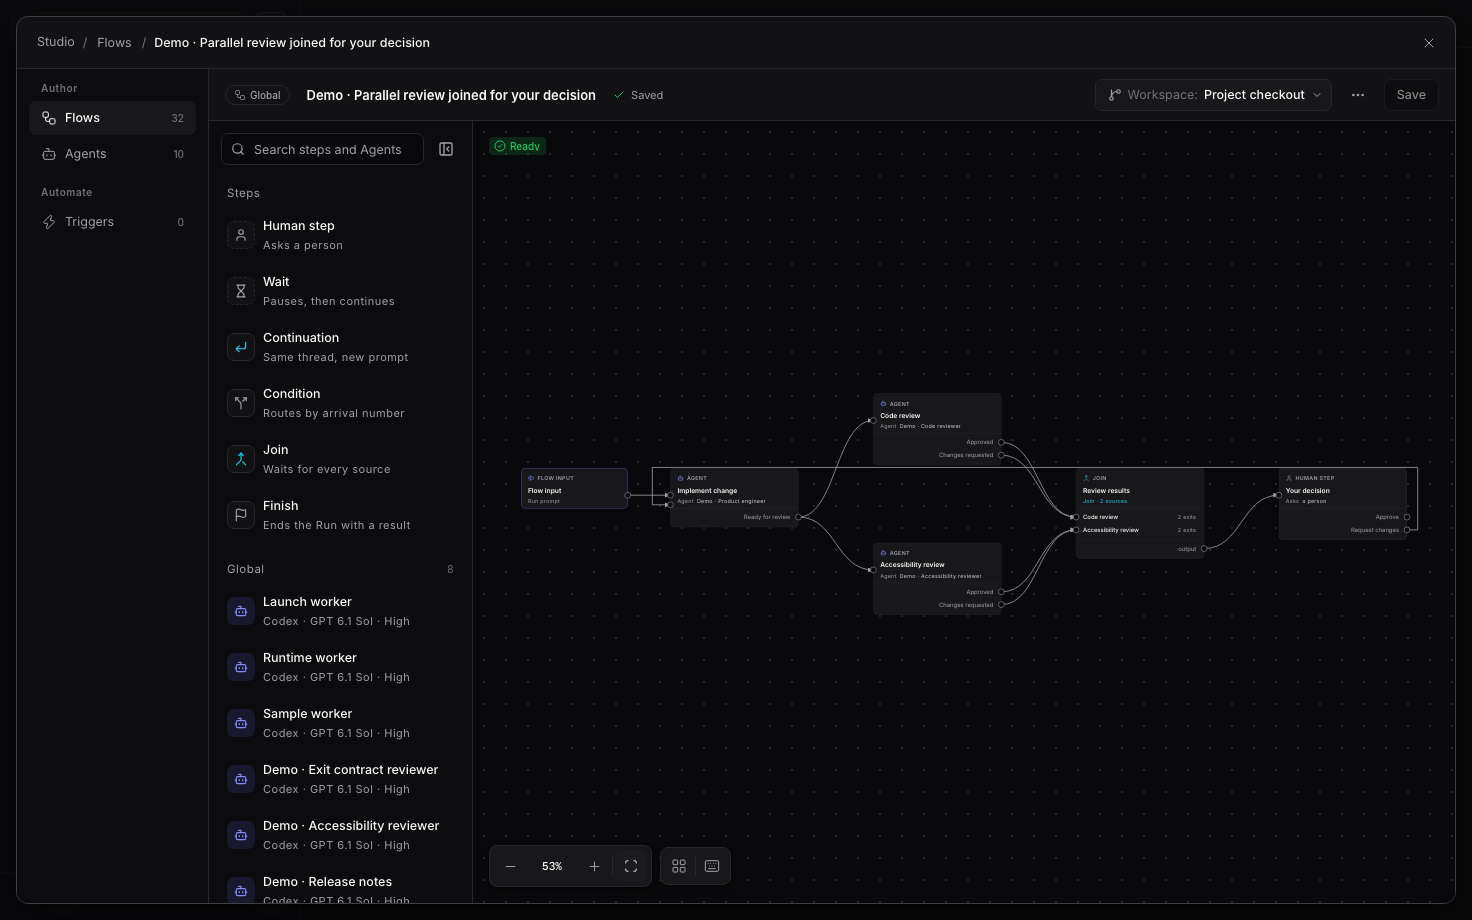 Studio / Flows / Demo · Parallel review joined for your decision
Author
Flows 32
Agents 10
Automate
Triggers 0
Global
Demo · Parallel review joined for your decision
Saved
Workspace: Project checkout
Save
Search steps and Agents
Steps
Human step
Asks a person
Wait
Pauses, then continues
Continuation
Same thread, new prompt
Condition
Routes by arrival number
Join
Waits for every source
Finish
Ends the Run with a result
Global 8
Launch worker
Codex · GPT 6.1 Sol · High
Runtime worker
Codex · GPT 6.1 Sol · High
Sample worker
Codex · GPT 6.1 Sol · High
Demo · Exit contract reviewer
Codex · GPT 6.1 Sol · High
Demo · Accessibility reviewer
Codex · GPT 6.1 Sol · High
Demo · Release notes
Codex · GPT 6.1 Sol · High
Ready
FLOW INPUT
Flow input
Run prompt
AGENT
Implement change
Agent Demo · Product engineer
Ready for review
AGENT
Code review
Agent Demo · Code reviewer
Approved
Changes requested
AGENT
Accessibility review
Agent Demo · Accessibility reviewer
Approved
Changes requested
JOIN
Review results
Join · 2 sources
Code review 2 exits
Accessibility review 2 exits
output
HUMAN STEP
Your decision
Asks a person
Approve
Request changes
53%